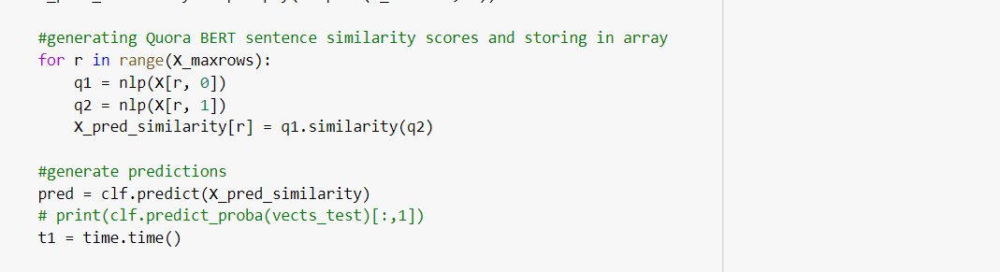 #generating Quora BERT sentence similarity scores and storing in array
for r in range(X_maxrows):
    q1 = nlp(X[r, 0])
    q2 = nlp(X[r, 1])
    X_pred_similarity[r] = q1.similarity(q2)
#generate predictions
pred = clf.predict(X_pred_similarity)
# print(clf.predict_proba(vects_test)[:,1])
t1 = time.time()